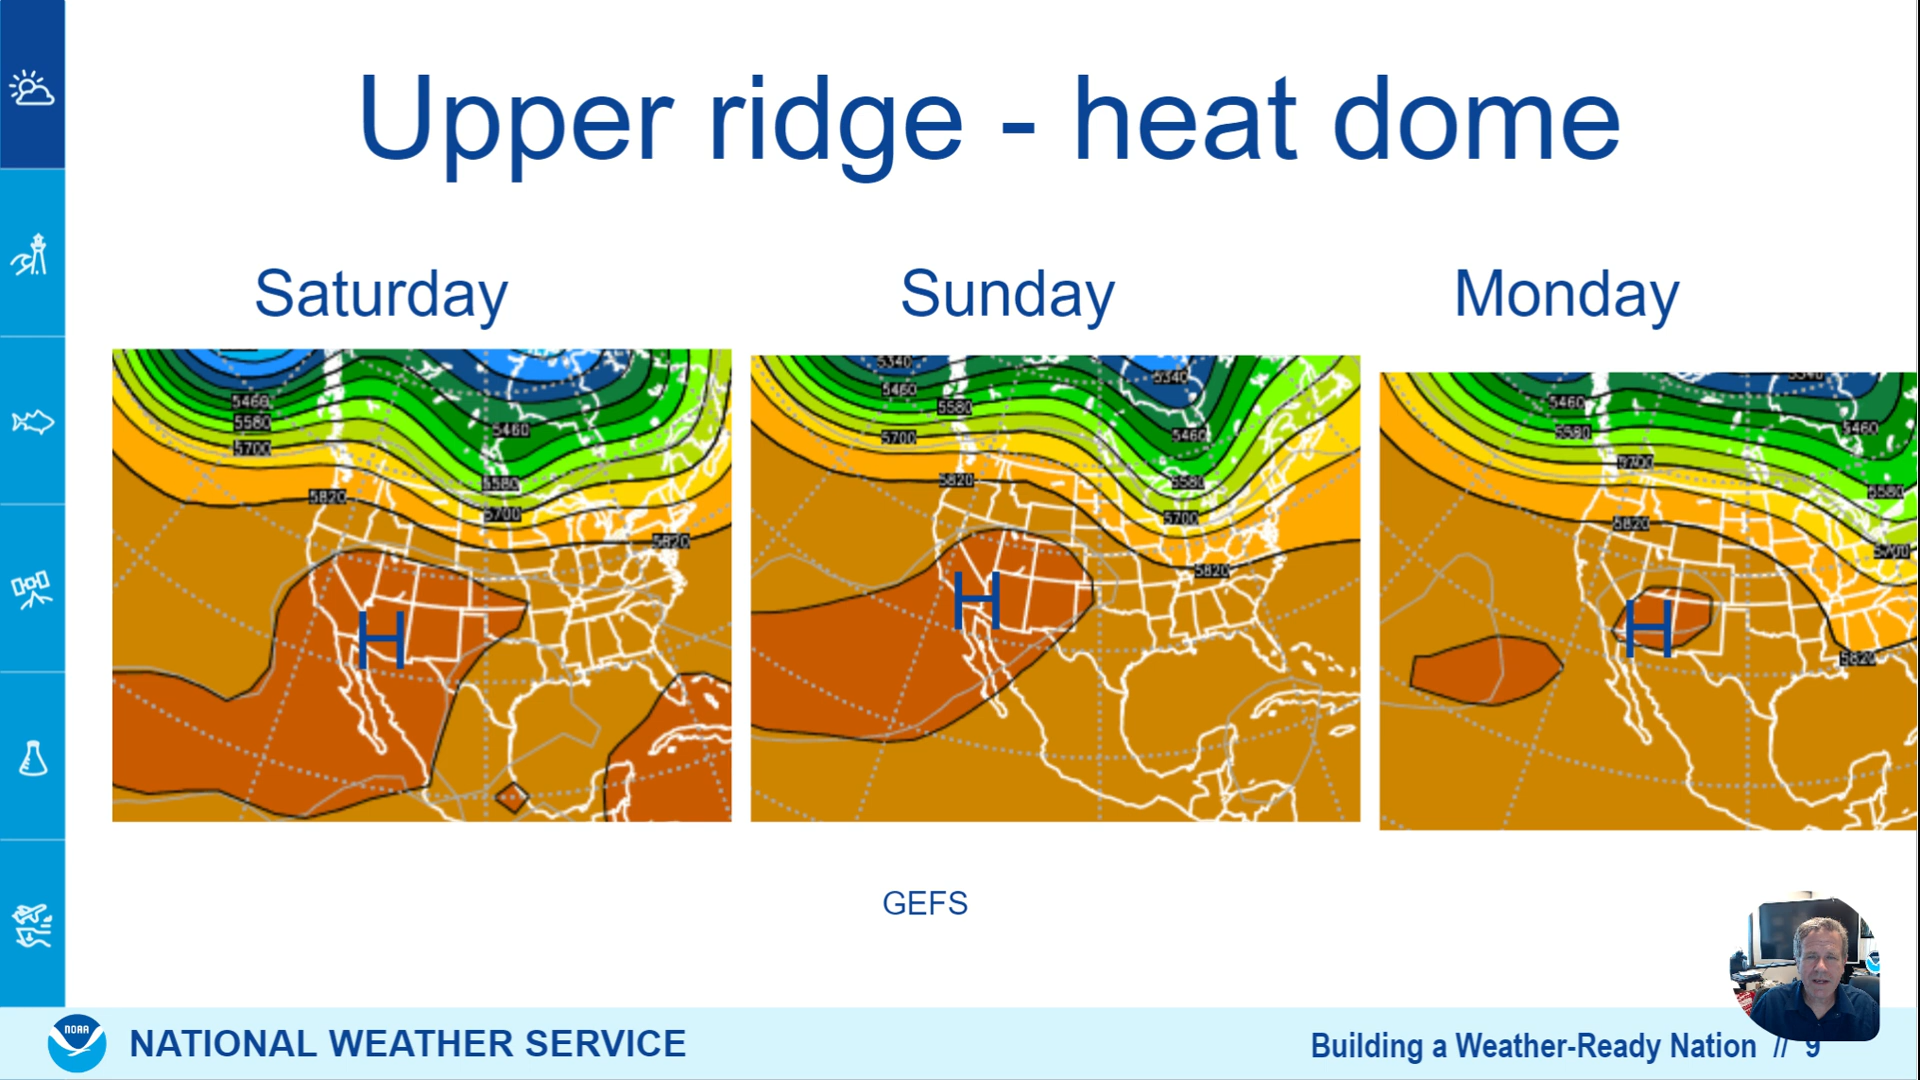 Upper ridge - heat dome
Saturday
Sunday
Monday
5460
5580
5700
5820
5460
5580
5700
5820
H
5340
5460
5580
5700
5820
5340
5460
5580
5700
5820
H
5460
5580
5700
5820
5340
5460
5580
5700
5820
H
GEFS
NOAA
NATIONAL WEATHER SERVICE
Building a Weather-Ready Nation // 9